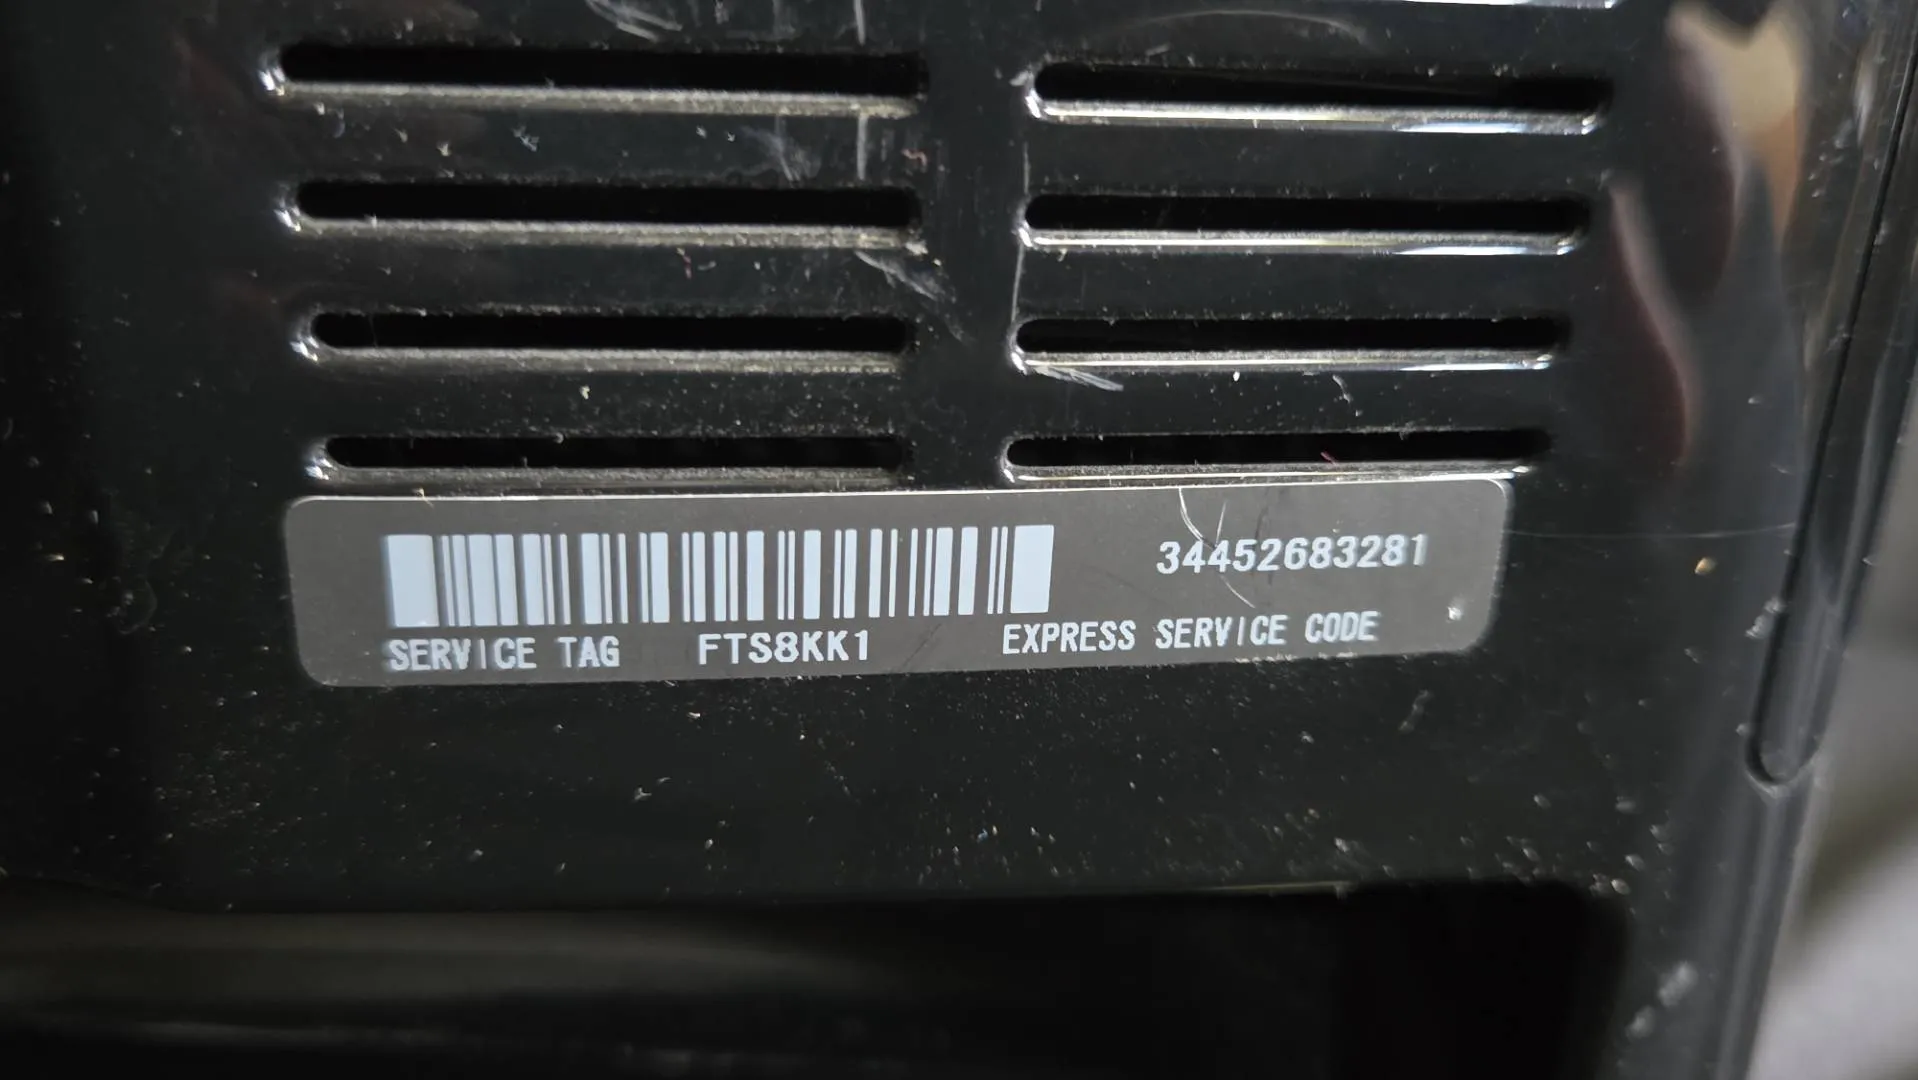 34452683281
SERVICE TAG FTS8KK1 EXPRESS SERVICE CODE